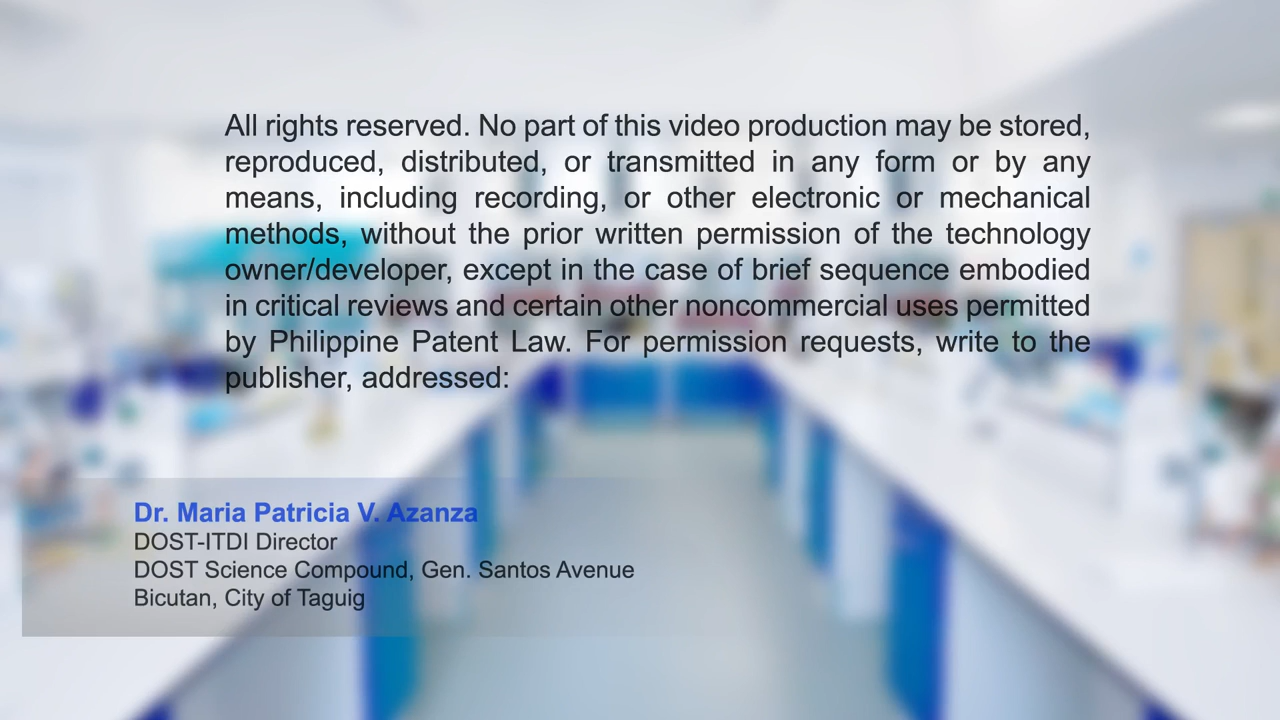 All rights reserved. No part of this video production may be stored,
reproduced, distributed, or transmitted in any form or by any
means, including recording, or other electronic or mechanical
methods, without the prior written permission of the technology
owner/developer, except in the case of brief sequence embodied
in critical reviews and certain other noncommercial uses permitted
by Philippine Patent Law. For permission requests, write to the
publisher, addressed:
Dr. Maria Patricia V. Azanza
DOST-ITDI Director
DOST Science Compound, Gen. Santos Avenue
Bicutan, City of Taguig